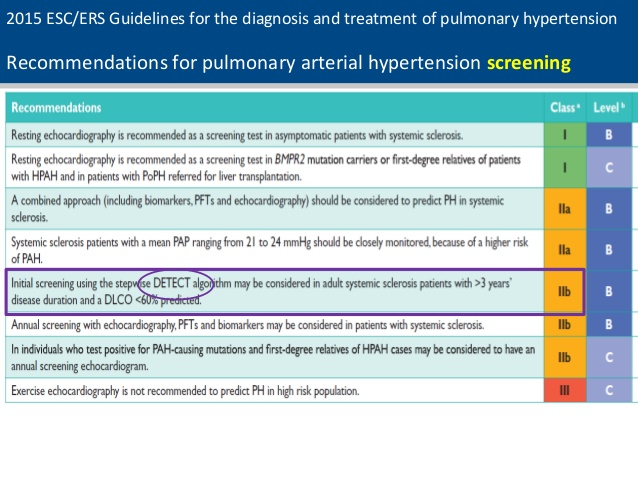 2015 ESC/ERS Guidelines for the diagnosis and treatment of pulmonary hypertension
Recommendations for pulmonary arterial hypertension screening
Recommendations Class a Level b
Resting echocardiography is recommended as a screening test in asymptomatic patients with systemic sclerosis. I B
Resting echocardiography is recommended as a screening test in BMPR2 mutation carriers or first-degree relatives of patients
with HPAH and in patients with PoPH referred for liver transplantation. I C
A combined approach (including biomarkers, PFTs and echocardiography) should be considered to predict PH in systemic
sclerosis. IIa B
Systemic sclerosis patients with a mean PAP ranging from 21 to 24 mmHg should be closely monitored, because of a higher risk
of PAH. IIa B
Initial screening using the stepwise DETECT algorithm may be considered in adult systemic sclerosis patients with >3 years'
disease duration and a DLCO <60% predicted. IIb B
Annual screening with echocardiography, PFTs and biomarkers may be considered in patients with systemic sclerosis. IIb B
In individuals who test positive for PAH-causing mutations and first-degree relatives of HPAH cases may be considered to have an
annual screening echocardiogram. IIb C
Exercise echocardiography is not recommended to predict PH in high risk population. III C